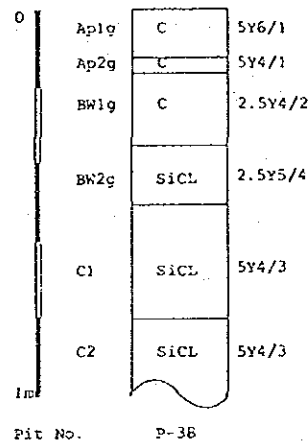 0
Ap1g C 5Y6/1
Ap2g C 5Y4/1
BW1g C 2.5Y4/2
BW2g SiCL 2.5Y5/4
C1 SiCL 5Y4/3
C2 SiCL 5Y4/3
1m
Pit No. P-38